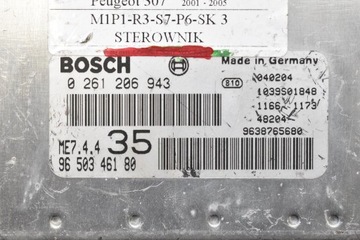 Peugeot 307 2001 - 2005
M1P1-R3-S7-P6-SK 3
STEROWNIK
BOSCH Made in Germany
0 261 206 943 810 040204
1039S01848
1166 1173
48204
9638765680
ME7.4.4 35
96 503 461 80